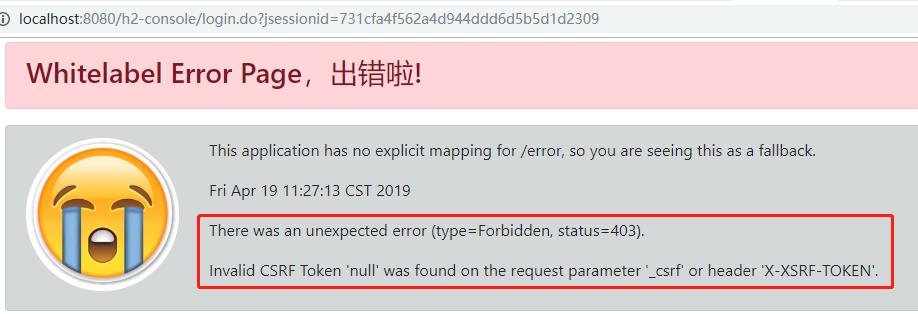 localhost:8080/h2-console/login.do?jsessionid=731cfa4f562a4d944ddd6d5b5d1d2309
Whitelabel Error Page，出错啦!
This application has no explicit mapping for /error, so you are seeing this as a fallback.
Fri Apr 19 11:27:13 CST 2019
There was an unexpected error (type=Forbidden, status=403).
Invalid CSRF Token 'null' was found on the request parameter '_csrf' or header 'X-XSRF-TOKEN'.